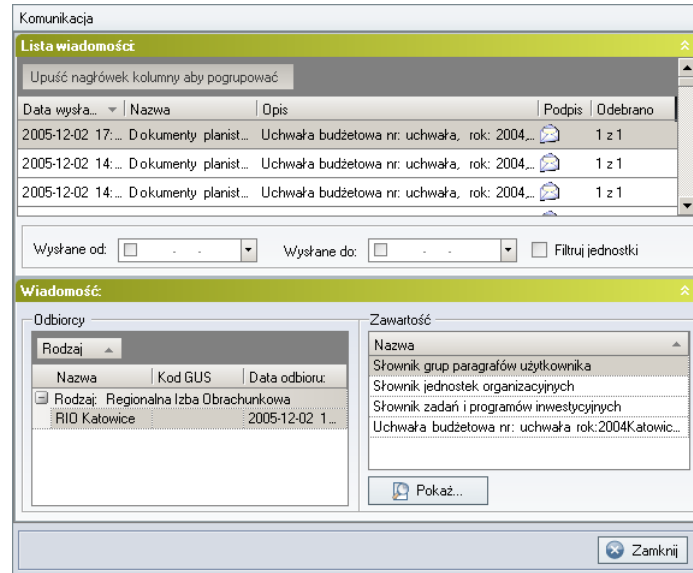 Komunikacja
Lista wiadomości:
Upuść nagłówek kolumny aby pogrupować
Data wysła... Nazwa Opis Podpis Odebrano
2005-12-02 17:... Dokumenty planist... Uchwała budżetowa nr: uchwała, rok: 2004,... 1 z 1
2005-12-02 14:... Dokumenty planist... Uchwała budżetowa nr: uchwała, rok: 2004,... 1 z 1
2005-12-02 14:... Dokumenty planist... Uchwała budżetowa nr: uchwała, rok: 2004,... 1 z 1
Wysłane od: - - Wysłane do: - - Filtruj jednostki
Wiadomość:
Odbiorcy
Rodzaj
Nazwa Kod GUS Data odbioru:
Rodzaj: Regionalna Izba Obrachunkowa
RIO Katowice 2005-12-02 1...
Zawartość
Nazwa
Słownik grup paragrafów użytkownika
Słownik jednostek organizacyjnych
Słownik zadań i programów inwestycyjnych
Uchwała budżetowa nr: uchwała rok:2004Katowic...
Pokaż...
Zamknij